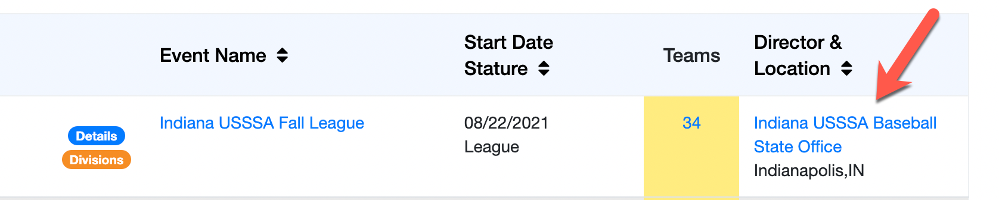 Event Name
Start Date
Stature
Teams
Director &
Location
Details
Divisions
Indiana USSSA Fall League
08/22/2021
League
34
Indiana USSSA Baseball
State Office
Indianapolis,IN